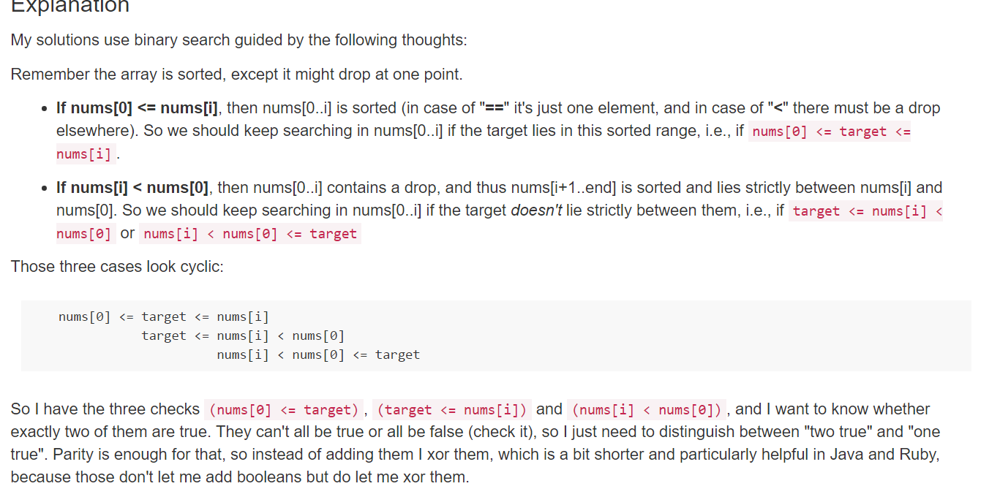 Explanation
My solutions use binary search guided by the following thoughts:
Remember the array is sorted, except it might drop at one point.
• If nums[0] <= nums[i], then nums[0..i] is sorted (in case of "==" it's just one element, and in case of "<" there must be a drop
elsewhere). So we should keep searching in nums[0..i] if the target lies in this sorted range, i.e., if nums[0] <= target <=
nums[i] .
• If nums[i] < nums[0], then nums[0..i] contains a drop, and thus nums[i+1..end] is sorted and lies strictly between nums[i] and
nums[0]. So we should keep searching in nums[0..i] if the target doesn't lie strictly between them, i.e., if target <= nums[i] <
nums[0] or nums[i] < nums[0] <= target
Those three cases look cyclic:
nums[0] <= target <= nums[i]
target <= nums[i] < nums[0]
nums[i] < nums[0] <= target
So I have the three checks (nums[0] <= target) , (target <= nums[i]) and (nums[i] < nums[0]) , and I want to know whether
exactly two of them are true. They can't all be true or all be false (check it), so I just need to distinguish between "two true" and "one
true". Parity is enough for that, so instead of adding them I xor them, which is a bit shorter and particularly helpful in Java and Ruby,
because those don't let me add booleans but do let me xor them.